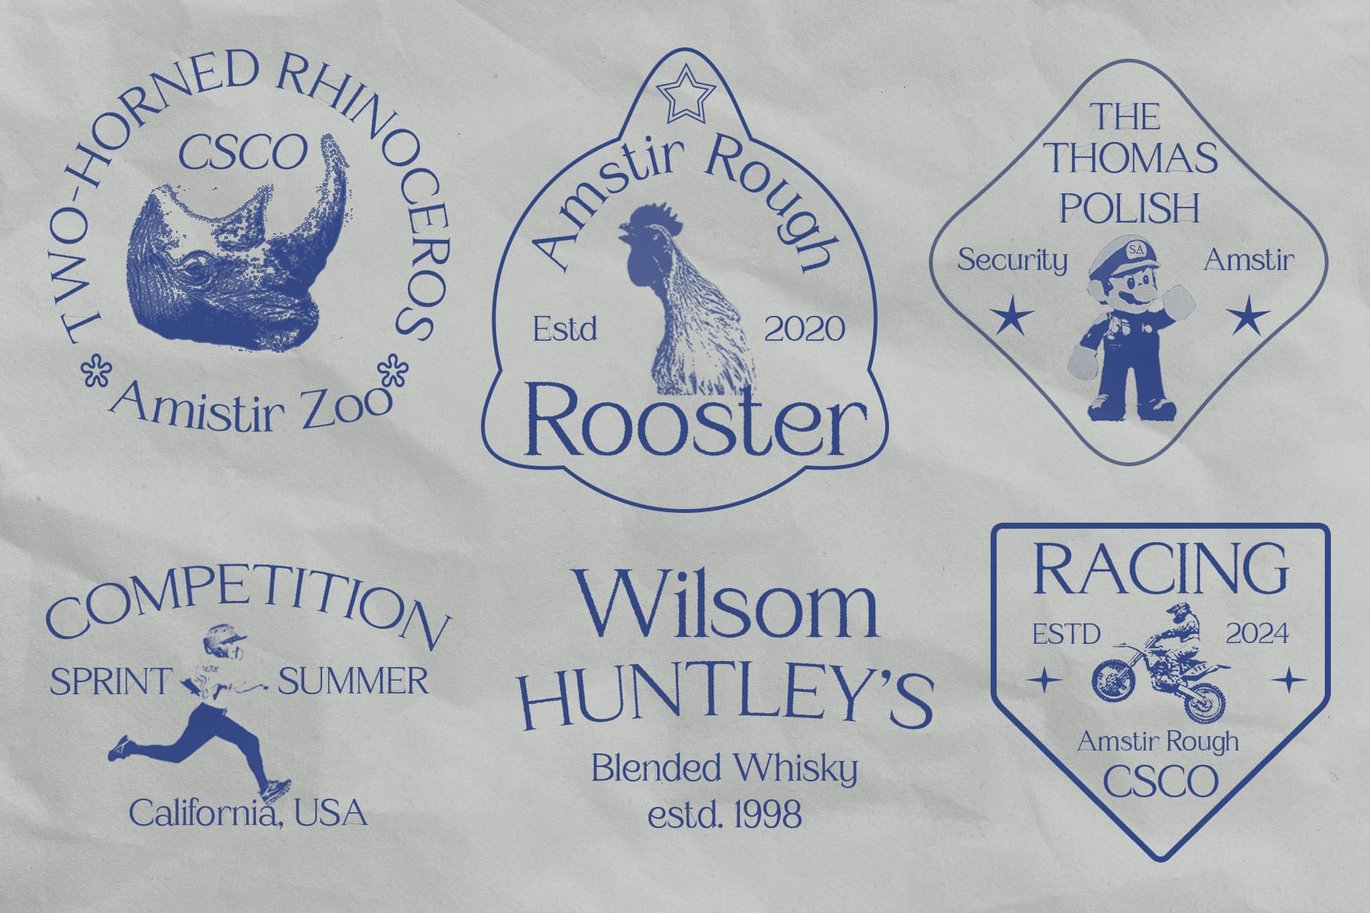 TWO-HORNED RHINOCEROS
CSCO
Amistir Zoo
Amstir Rough
Estd 2020
Rooster
THE
THOMAS
POLISH
Security Amstir
SA
COMPETITION
SPRINT SUMMER
California, USA
Wilsom
HUNTLEY'S
Blended Whisky
estd. 1998
RACING
ESTD 2024
Amstir Rough
CSCO